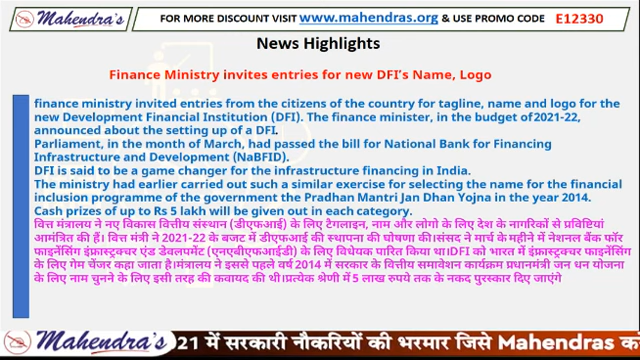 Mahendra's
FOR MORE DISCOUNT VISIT www.mahendras.org & USE PROMO CODE E12330
News Highlights
Finance Ministry invites entries for new DFI's Name, Logo
finance ministry invited entries from the citizens of the country for tagline, name and logo for the
new Development Financial Institution (DFI). The finance minister, in the budget of2021-22,
announced about the setting up of a DFI.
Parliament, in the month of March, had passed the bill for National Bank for Financing
Infrastructure and Development (NaBFID).
DFI is said to be a game changer for the infrastructure financing in India.
The ministry had earlier carried out such a similar exercise for selecting the name for the financial
inclusion programme of the government the Pradhan Mantri Jan Dhan Yojna in the year 2014.
Cash prizes of up to Rs 5 lakh will be given out in each category.
वित्त मंत्रालय ने नए विकास वित्तीय संस्थान (डीएफआई) के लिए टैगलाइन, नाम और लोगो के लिए देश के नागरिकों से प्रविष्टियां
आमंत्रित की हैं। वित्त मंत्री ने 2021-22 के बजट में डीएफआई की स्थापना की घोषणा की।संसद ने मार्च के महीने में नेशनल बैंक फॉर
फाइनेंसिंग इंफ्रास्ट्रक्चर एंड डेवलपमेंट (एनएबीएफआईडी) के लिए विधेयक पारित किया था।DFI को भारत में इंफ्रास्ट्रक्चर फाइनेंसिंग
के लिए गेम चेंजर कहा जाता है।मंत्रालय ने इससे पहले वर्ष 2014 में सरकार के वित्तीय समावेशन कार्यक्रम प्रधानमंत्री जन धन योजना
के लिए नाम चुनने के लिए इसी तरह की कवायद की थी।प्रत्येक श्रेणी में 5 लाख रुपये तक के नकद पुरस्कार दिए जाएंगे
Mahendra's 21 में सरकारी नौकरियों की भरमार जिसे Mahendras क